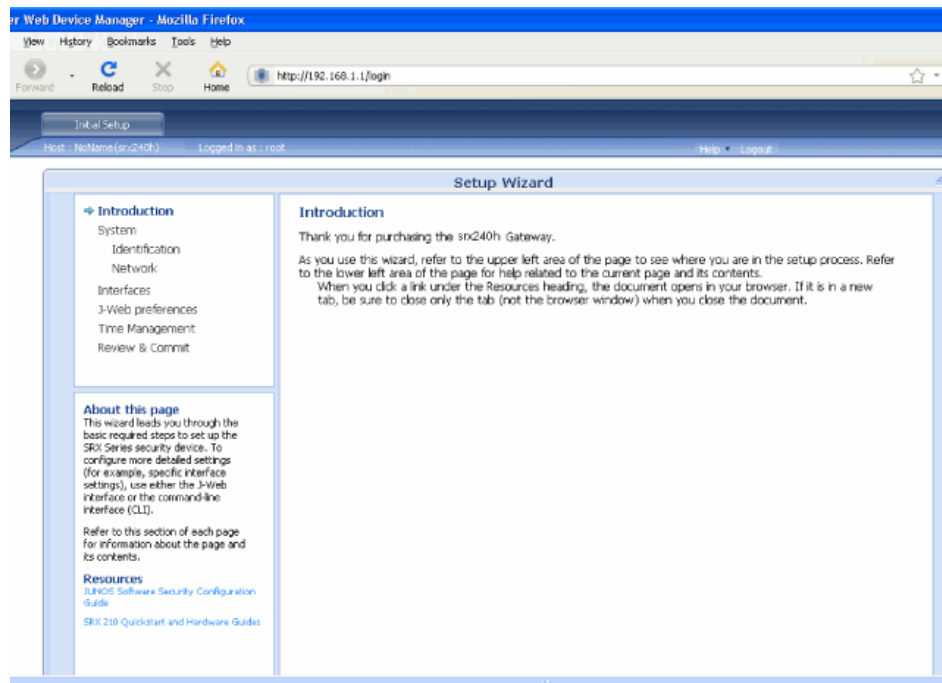 er Web Device Manager - Mozilla Firefox
View History Bookmarks Tools Help
Forward Reload Stop Home
http://192.168.1.1/login
Initial Setup
Host : NoName(srx240h) Logged in as : root Help Logout
Setup Wizard
Introduction
System
Identification
Network
Interfaces
J-Web preferences
Time Management
Review & Commit
About this page
This wizard leads you through the
basic required steps to set up the
SRX Series security device. To
configure more detailed settings
(for example, specific interface
settings), use either the J-Web
interface or the command-line
interface (CLI).
Refer to this section of each page
for information about the page and
its contents.
Resources
JUNOS Software Security Configuration
Guide
SRX 210 Quickstart and Hardware Guides
Introduction
Thank you for purchasing the srx240h Gateway.
As you use this wizard, refer to the upper left area of the page to see where you are in the setup process. Refer
to the lower left area of the page for help related to the current page and its contents.
When you click a link under the Resources heading, the document opens in your browser. If it is in a new
tab, be sure to close only the tab (not the browser window) when you close the document.